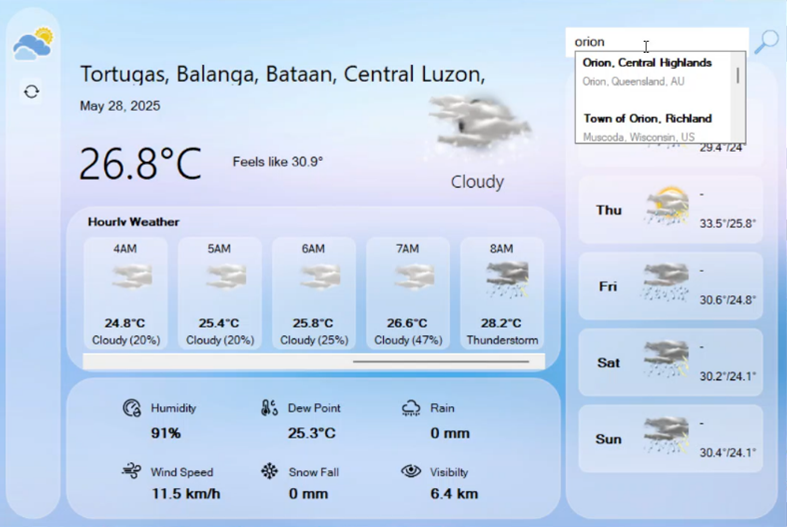 orion
Orion, Central Highlands
Orion, Queensland, AU
Town of Orion, Richland
Muscoda, Wisconsin, US
Tortugas, Balanga, Bataan, Central Luzon,
May 28, 2025
26.8°C
Feels like 30.9°
Cloudy
Hourly Weather
4AM
24.8°C
Cloudy (20%)
5AM
25.4°C
Cloudy (20%)
6AM
25.8°C
Cloudy (25%)
7AM
26.6°C
Cloudy (47%)
8AM
28.2°C
Thunderstorm
Humidity
91%
Dew Point
25.3°C
Rain
0 mm
Wind Speed
11.5 km/h
Snow Fall
0 mm
Visibilty
6.4 km
29.4°/24°
Thu
-
33.5°/25.8°
Fri
-
30.6°/24.8°
Sat
-
30.2°/24.1°
Sun
-
30.4°/24.1°